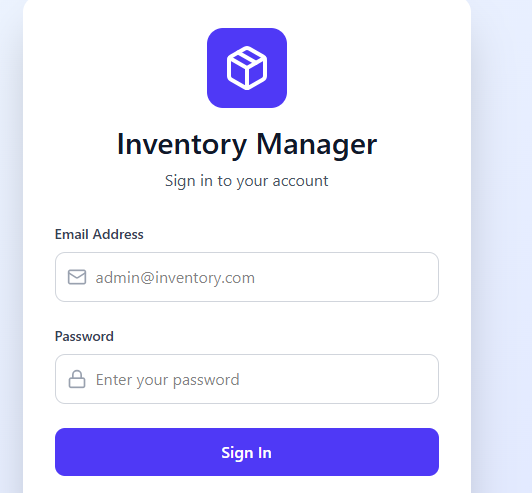 Inventory Manager
Sign in to your account
Email Address
admin@inventory.com
Password
Enter your password
Sign In